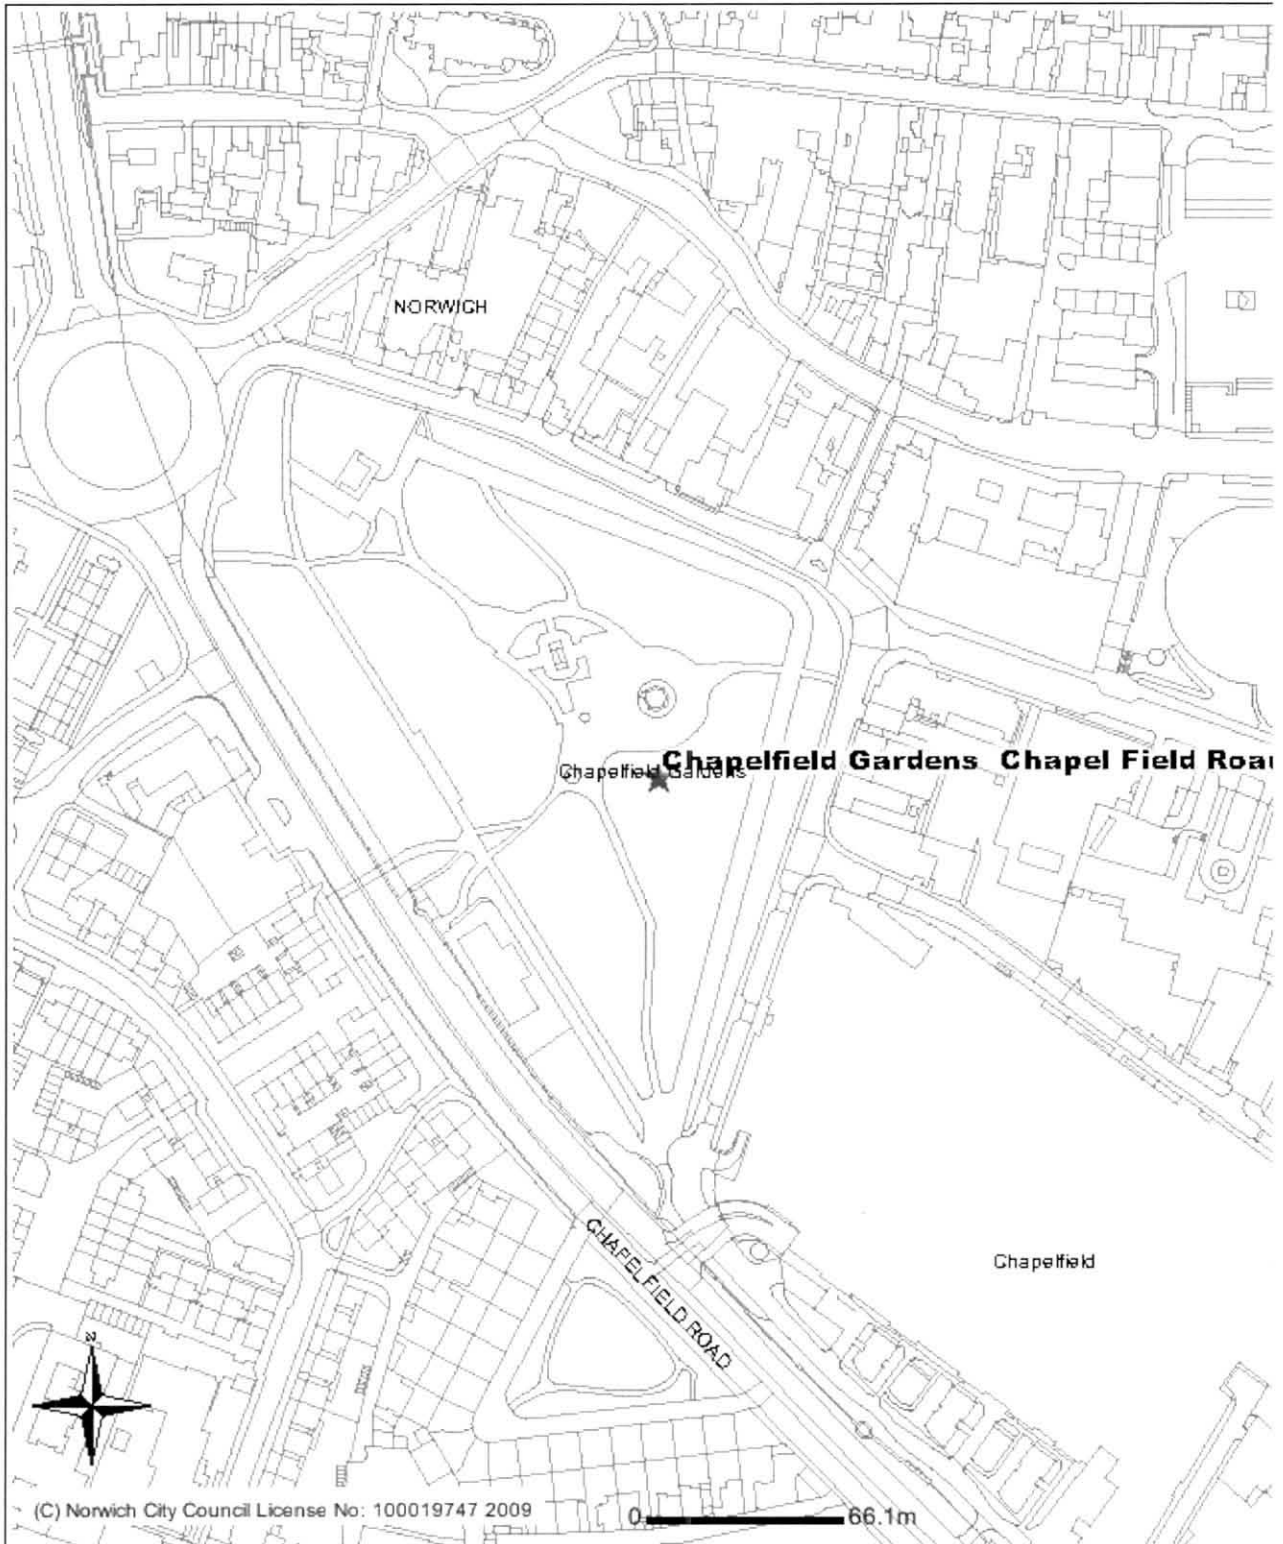 NORWICH
Chapelfield Gardens Chapel Field Road
Chapelfield Gardens
CHAPELFIELD ROAD
Chapelfield
N
(C) Norwich City Council License No: 100019747 2009
0 66.1m